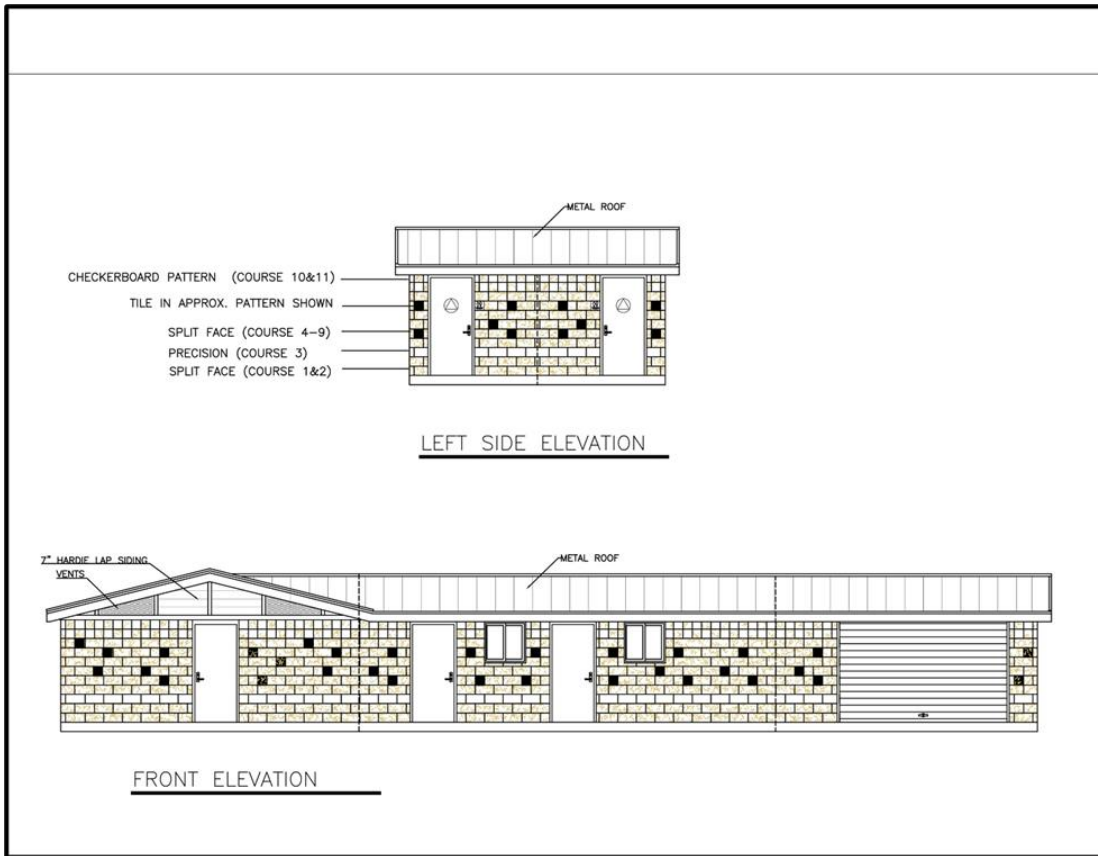 METAL ROOF
CHECKERBOARD PATTERN (COURSE 10&11)
TILE IN APPROX. PATTERN SHOWN
SPLIT FACE (COURSE 4-9)
PRECISION (COURSE 3)
SPLIT FACE (COURSE 1&2)
LEFT SIDE ELEVATION
7" HARDIE LAP SIDING
VENTS
METAL ROOF
FRONT ELEVATION